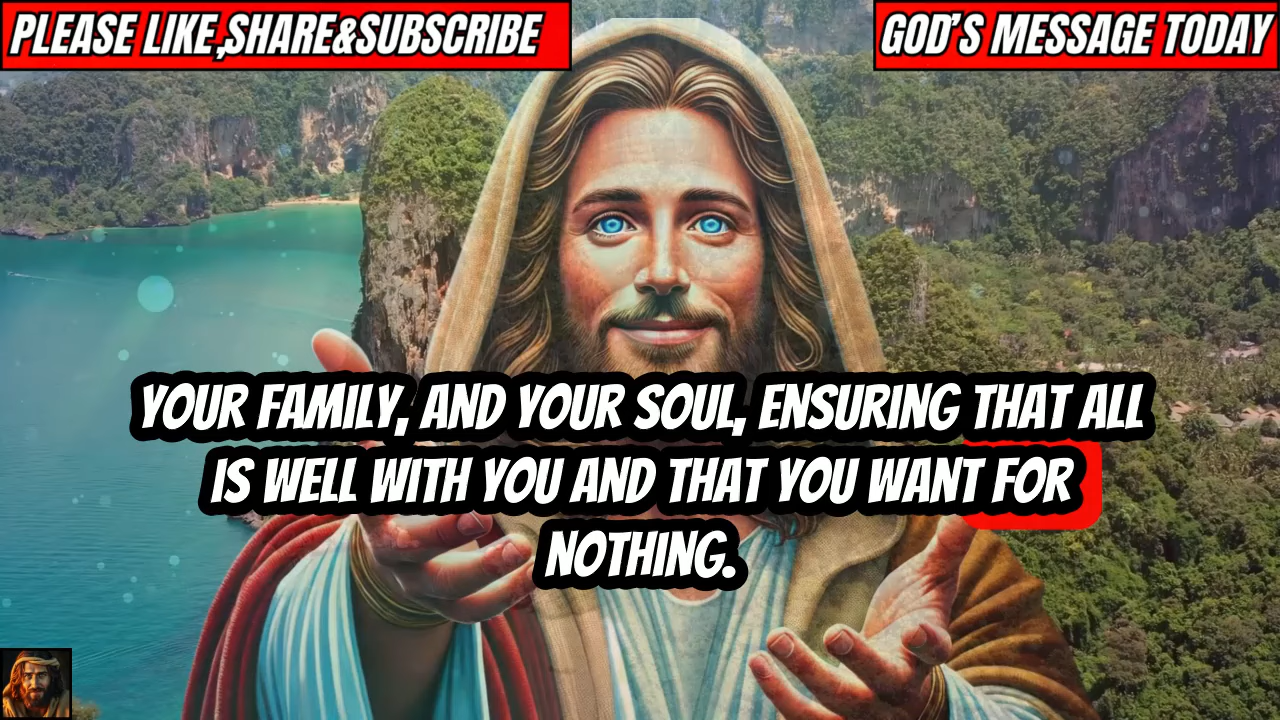 PLEASE LIKE,SHARE&SUBSCRIBE
GOD'S MESSAGE TODAY
YOUR FAMILY, AND YOUR SOUL, ENSURING THAT ALL
IS WELL WITH YOU AND THAT YOU WANT FOR
NOTHING.